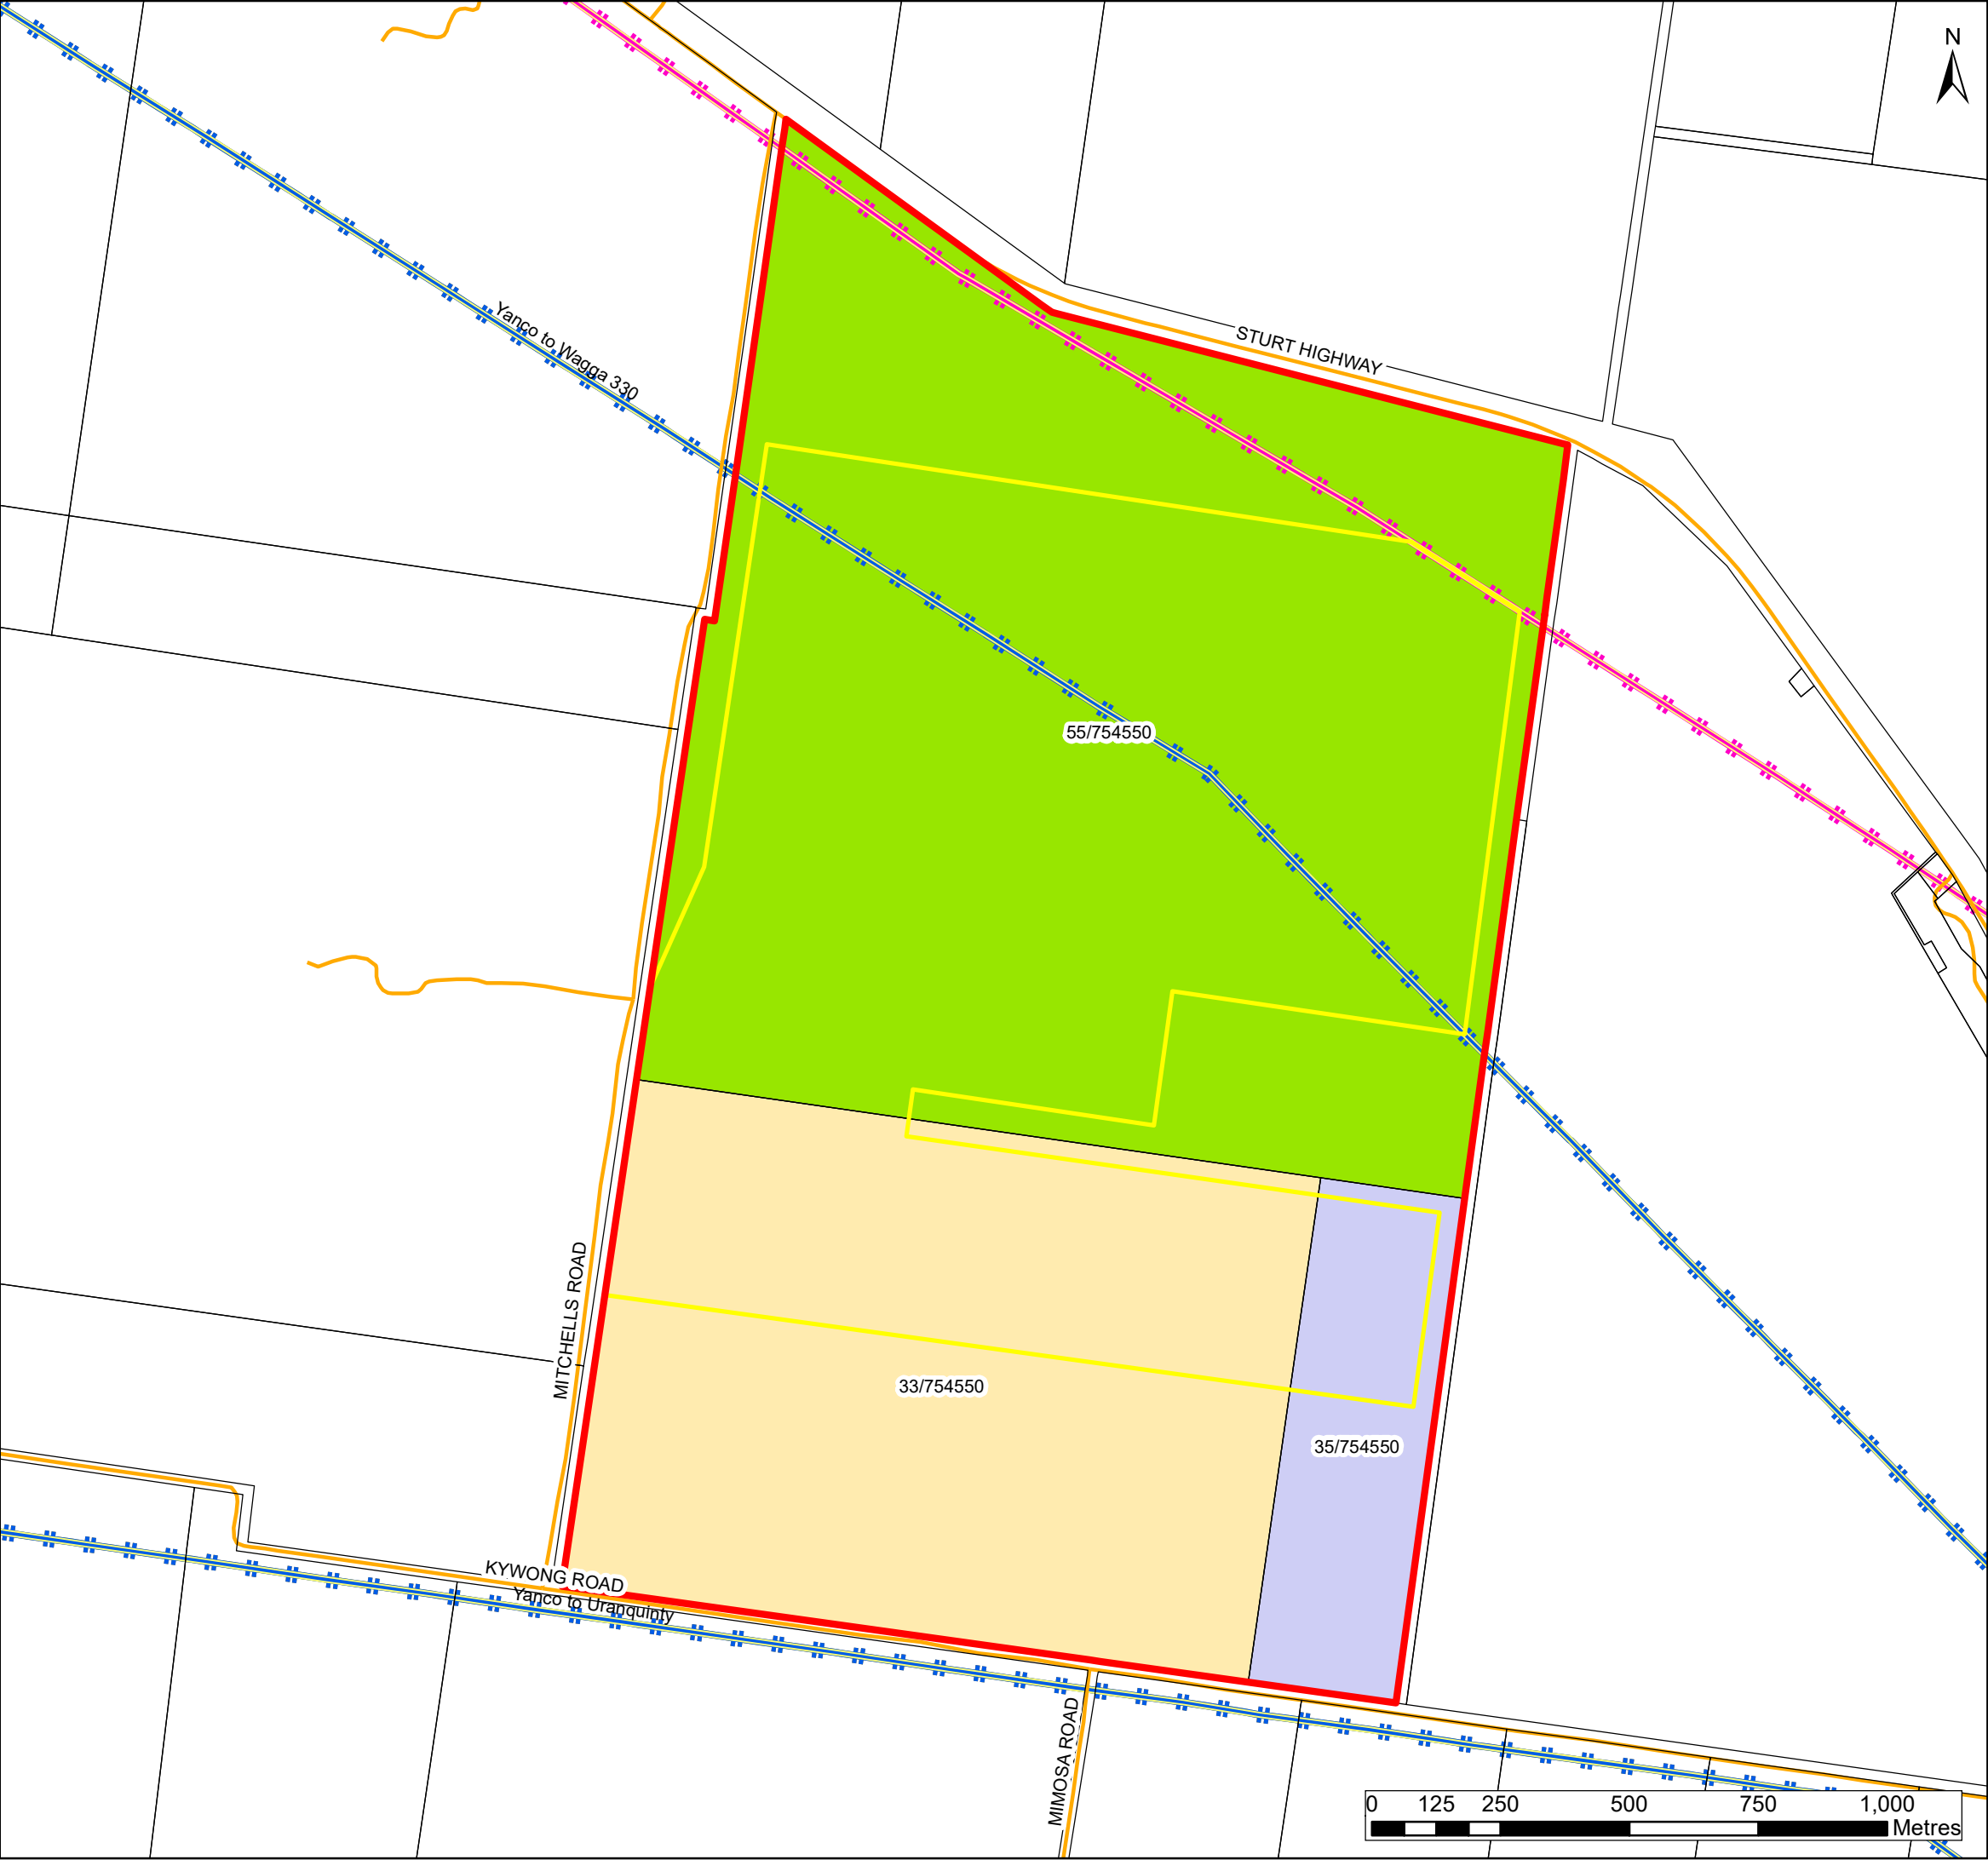 N
Yanco to Wagga 330
STURT HIGHWAY
55/754550
MITCHELLS ROAD
33/754550
35/754550
KYWONG ROAD
Yanco to Uranquinty
MIMOSA ROAD
0 125 250 500 750 1,000
Metres